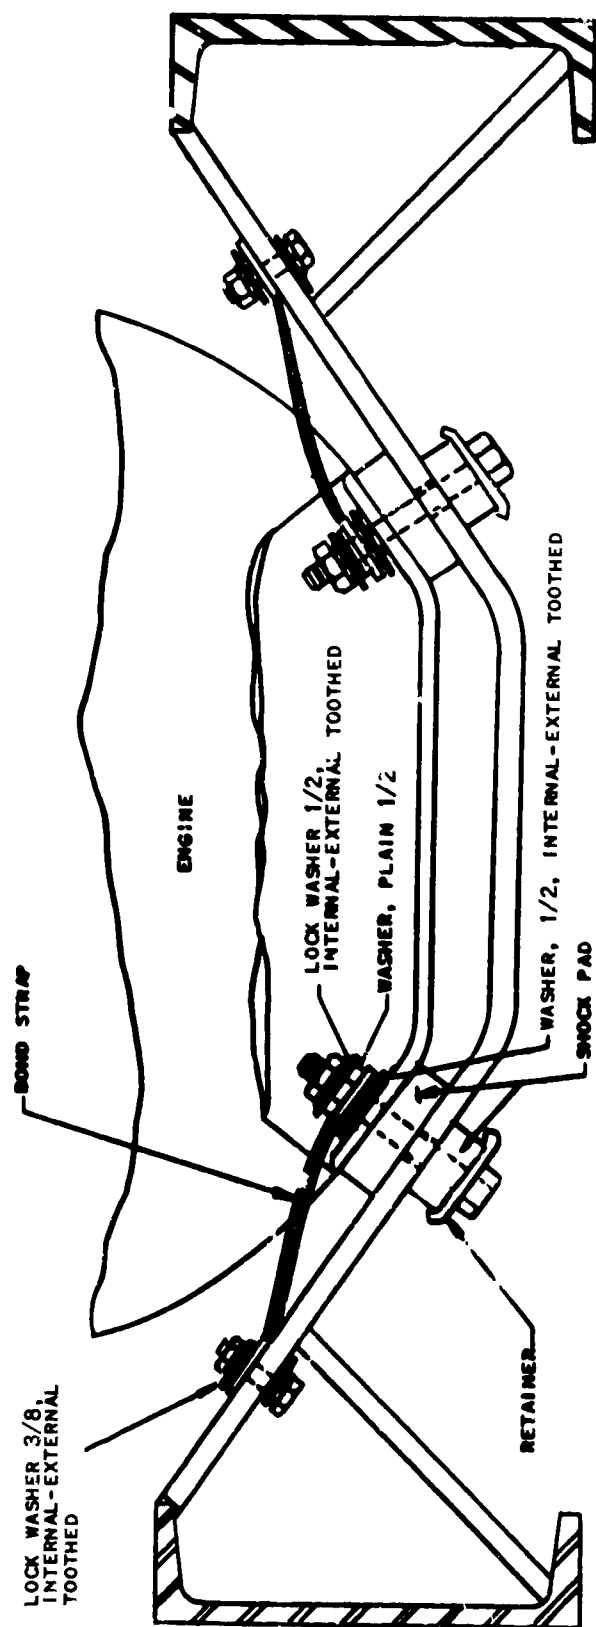 LOCK WASHER 3/8,
INTERNAL-EXTERNAL
TOOTHED
BOND STRAP
ENGINE
LOCK WASHER 1/2,
INTERNAL-EXTERNAL TOOTHED
WASHER, PLAIN 1/2
WASHER, 1/2, INTERNAL-EXTERNAL TOOTHED
SHOCK PAD
RETAINER